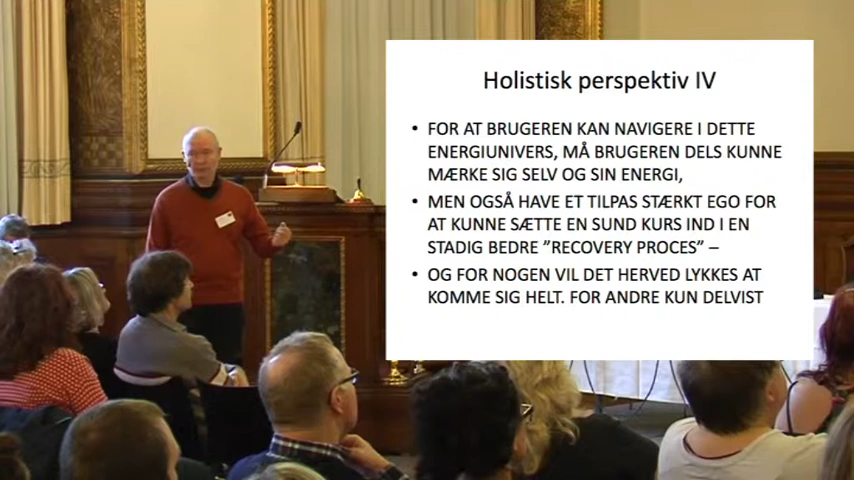 Holistisk perspektiv IV
• FOR AT BRUGEREN KAN NAVIGERE I DETTE
ENERGIUNIVERS, MÅ BRUGEREN DELS KUNNE
MÆRKE SIG SELV OG SIN ENERGI,
• MEN OGSÅ HAVE ET TILPAS STÆRKT EGO FOR
AT KUNNE SÆTTE EN SUND KURS IND I EN
STADIG BEDRE ”RECOVERY PROCES” –
• OG FOR NOGEN VIL DET HERVED LYKKES AT
KOMME SIG HELT. FOR ANDRE KUN DELVIST